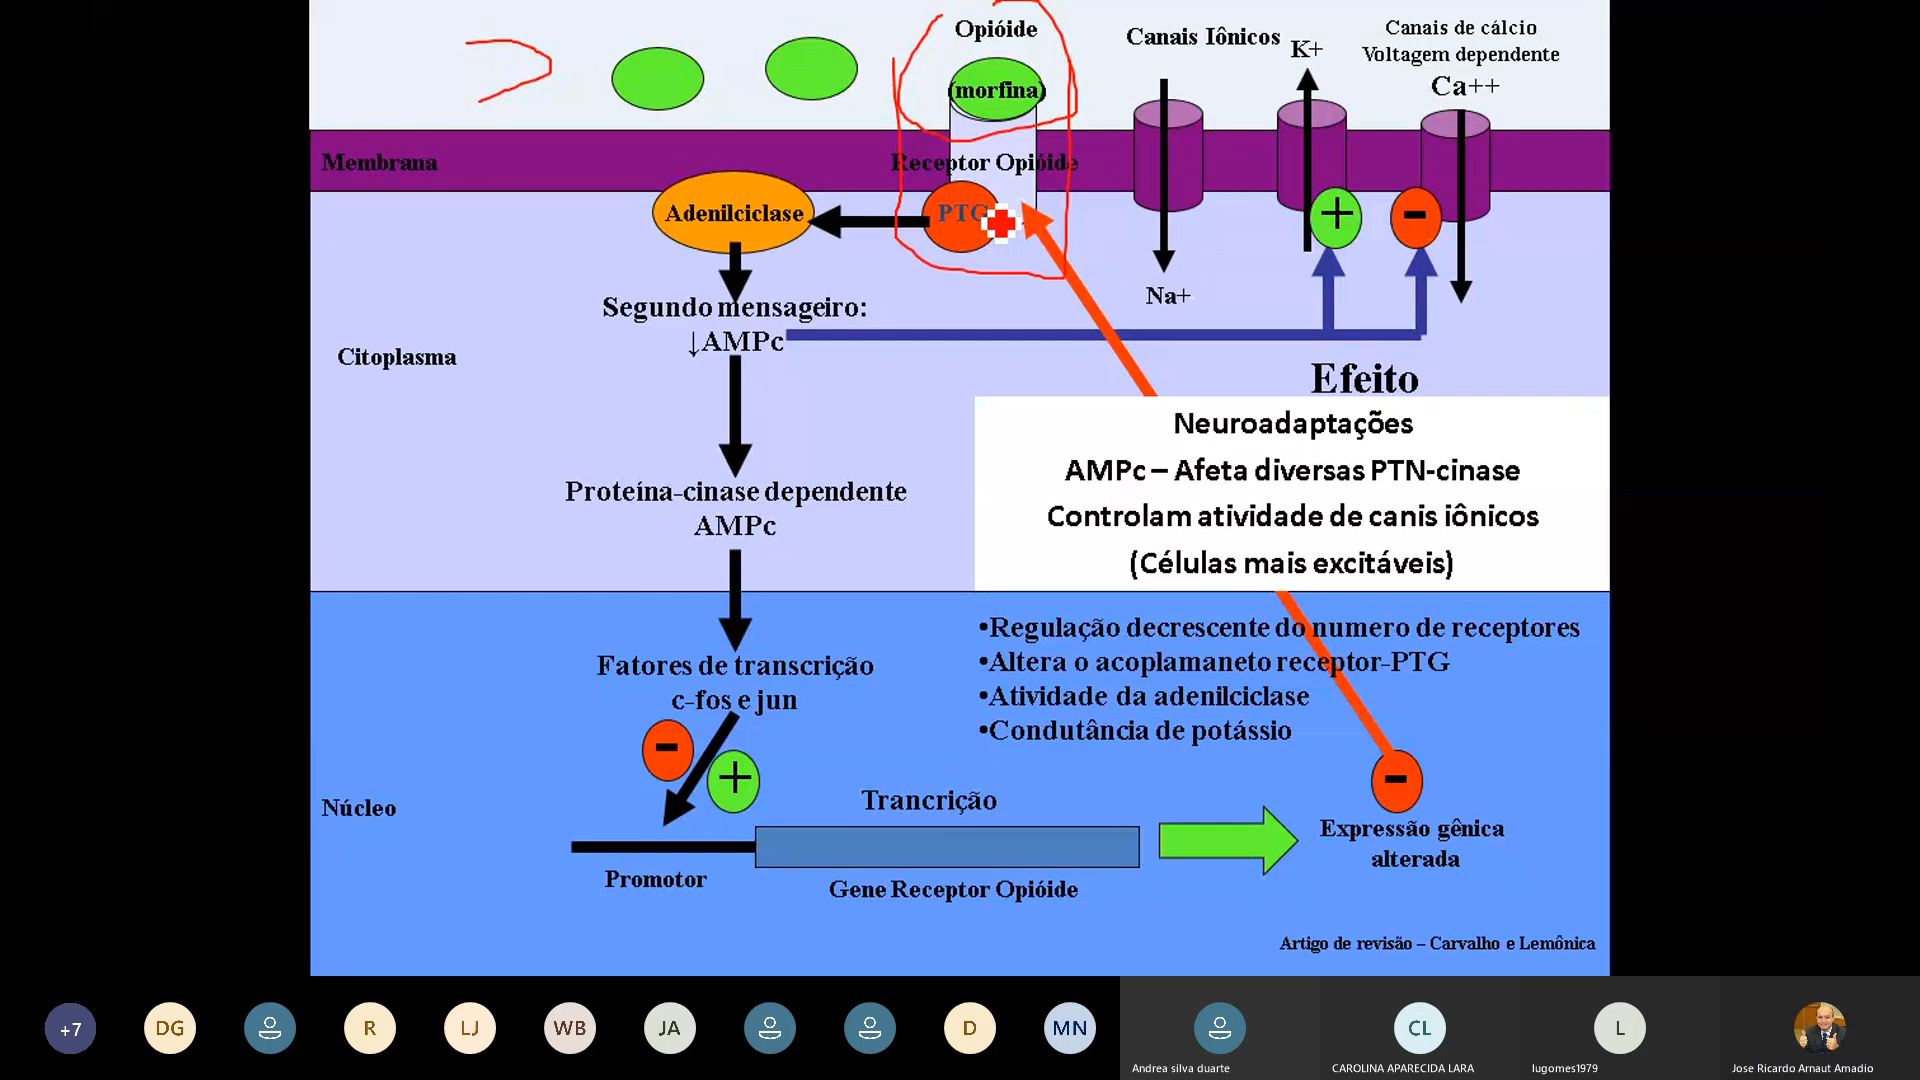 Opióide
(morfina)
Canais Iônicos
K+
Canais de cálcio
Voltagem dependente
Ca++
Membrana
Receptor Opióide
Adenilciclase
PTG
+
-
Na+
Segundo mensageiro:
↓AMPc
Citoplasma
Efeito
Neuroadaptações
AMPc – Afeta diversas PTN-cinase
Controlam atividade de canis iônicos
(Células mais excitáveis)
Proteína-cinase dependente
AMPc
•Regulação decrescente do numero de receptores
•Altera o acoplamaneto receptor-PTG
•Atividade da adenilciclase
•Condutância de potássio
Fatores de transcrição
c-fos e jun
-
+
-
Núcleo
Trancrição
Expressão gênica
alterada
Promotor
Gene Receptor Opióide
Artigo de revisão – Carvalho e Lemônica
+7
DG
R
LJ
WB
JA
D
MN
CL
L
Andrea silva duarte
CAROLINA APARECIDA LARA
lugomes1979
Jose Ricardo Arnaut Amadio